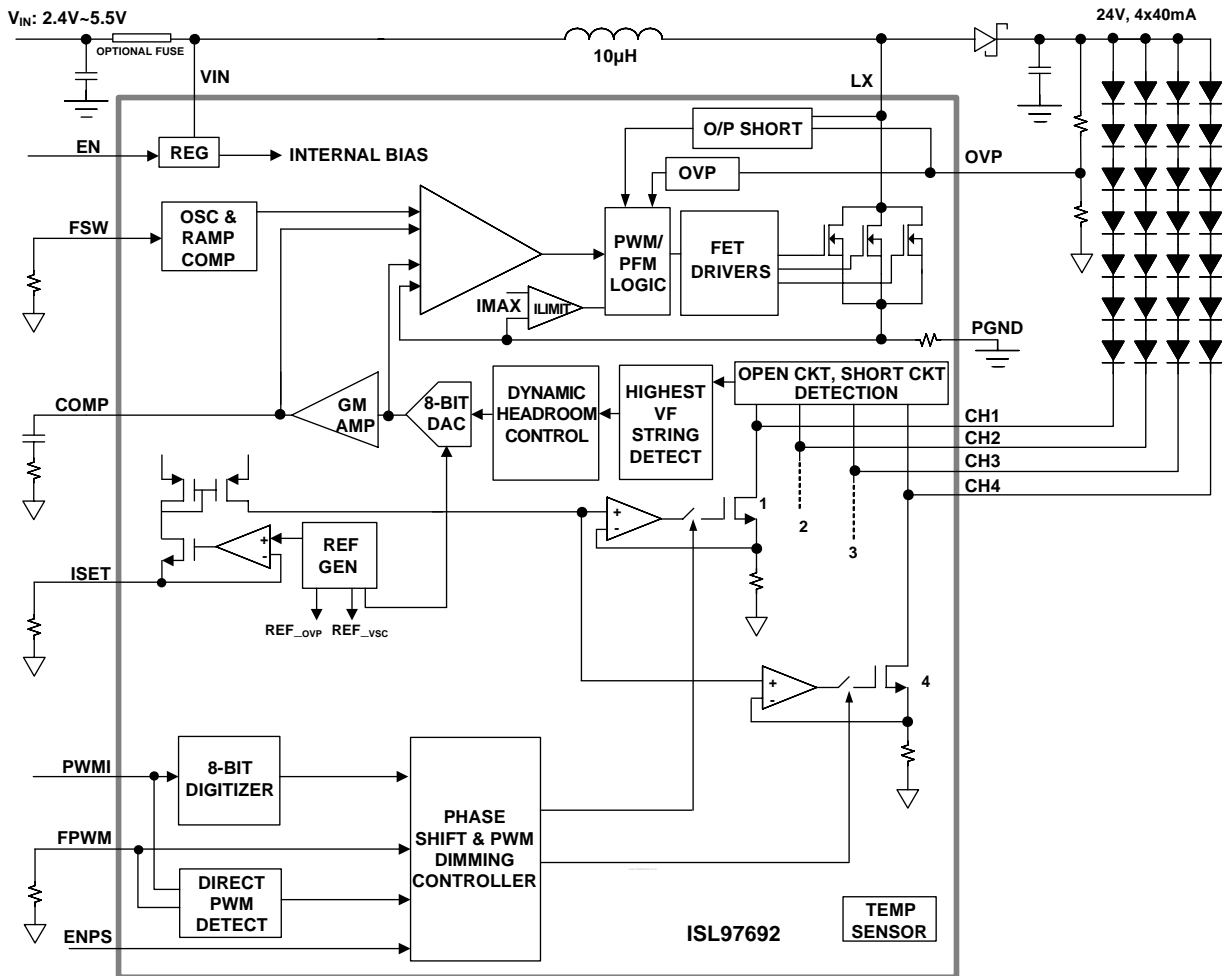 VIN: 2.4V~5.5V
24V, 4x40mA
OPTIONAL FUSE
10µH
VIN
LX
O/P SHORT
EN
REG
INTERNAL BIAS
OVP
OVP
FSW
OSC &
RAMP
COMP
PWM/
PFM
LOGIC
FET
DRIVERS
IMAX
ILIMIT
PGND
OPEN CKT, SHORT CKT
DETECTION
COMP
GM
AMP
8-BIT
DAC
DYNAMIC
HEADROOM
CONTROL
HIGHEST
VF
STRING
DETECT
CH1
CH2
CH3
CH4
+
-
1
2
3
REF
GEN
+
-
ISET
REF_OVP
REF_VSC
+
-
4
PWMI
8-BIT
DIGITIZER
PHASE
SHIFT & PWM
DIMMING
CONTROLLER
FPWM
DIRECT
PWM
DETECT
ENPS
ISL97692
TEMP
SENSOR